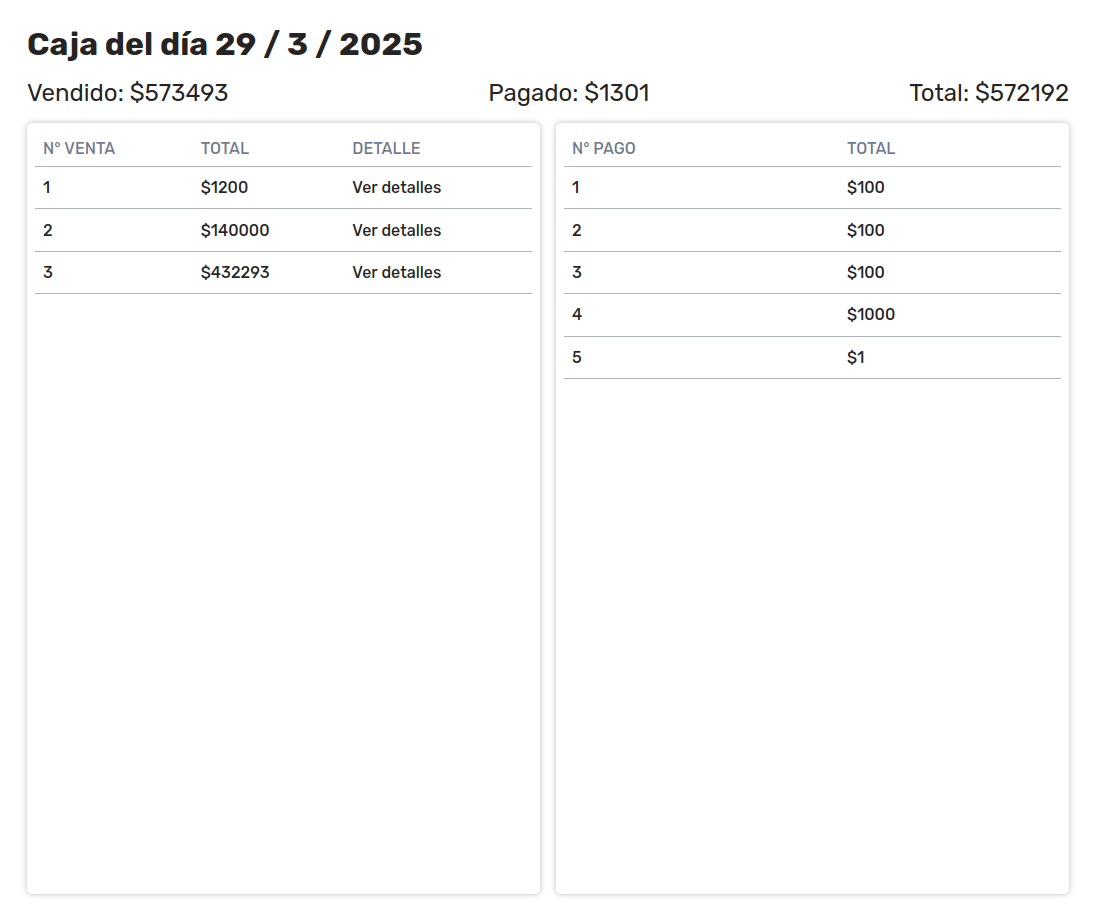 Caja del día 29 / 3 / 2025
Vendido: $573493 Pagado: $1301 Total: $572192
Nº VENTA TOTAL DETALLE
1 $1200 Ver detalles
2 $140000 Ver detalles
3 $432293 Ver detalles
Nº PAGO TOTAL
1 $100
2 $100
3 $100
4 $1000
5 $1